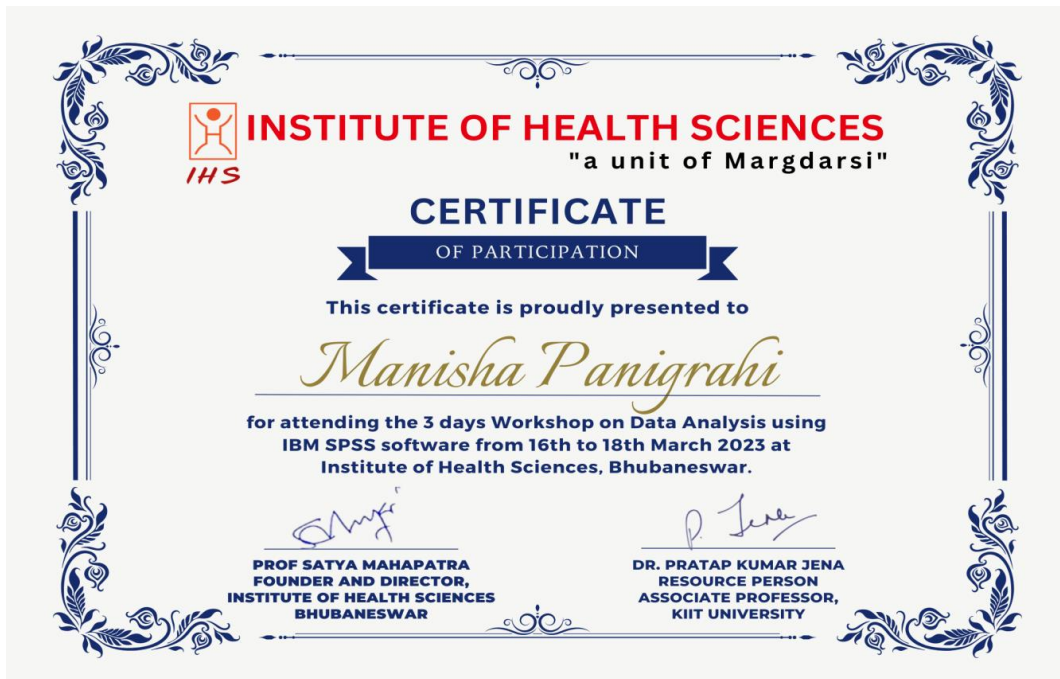 INSTITUTE OF HEALTH SCIENCES
"a unit of Margdarsi"
IHS
CERTIFICATE
OF PARTICIPATION
This certificate is proudly presented to
Manisha Panigrahi
for attending the 3 days Workshop on Data Analysis using
IBM SPSS software from 16th to 18th March 2023 at
Institute of Health Sciences, Bhubaneswar.
P. Jena
PROF SATYA MAHAPATRA
FOUNDER AND DIRECTOR,
INSTITUTE OF HEALTH SCIENCES
BHUBANESWAR
DR. PRATAP KUMAR JENA
RESOURCE PERSON
ASSOCIATE PROFESSOR,
KIIT UNIVERSITY